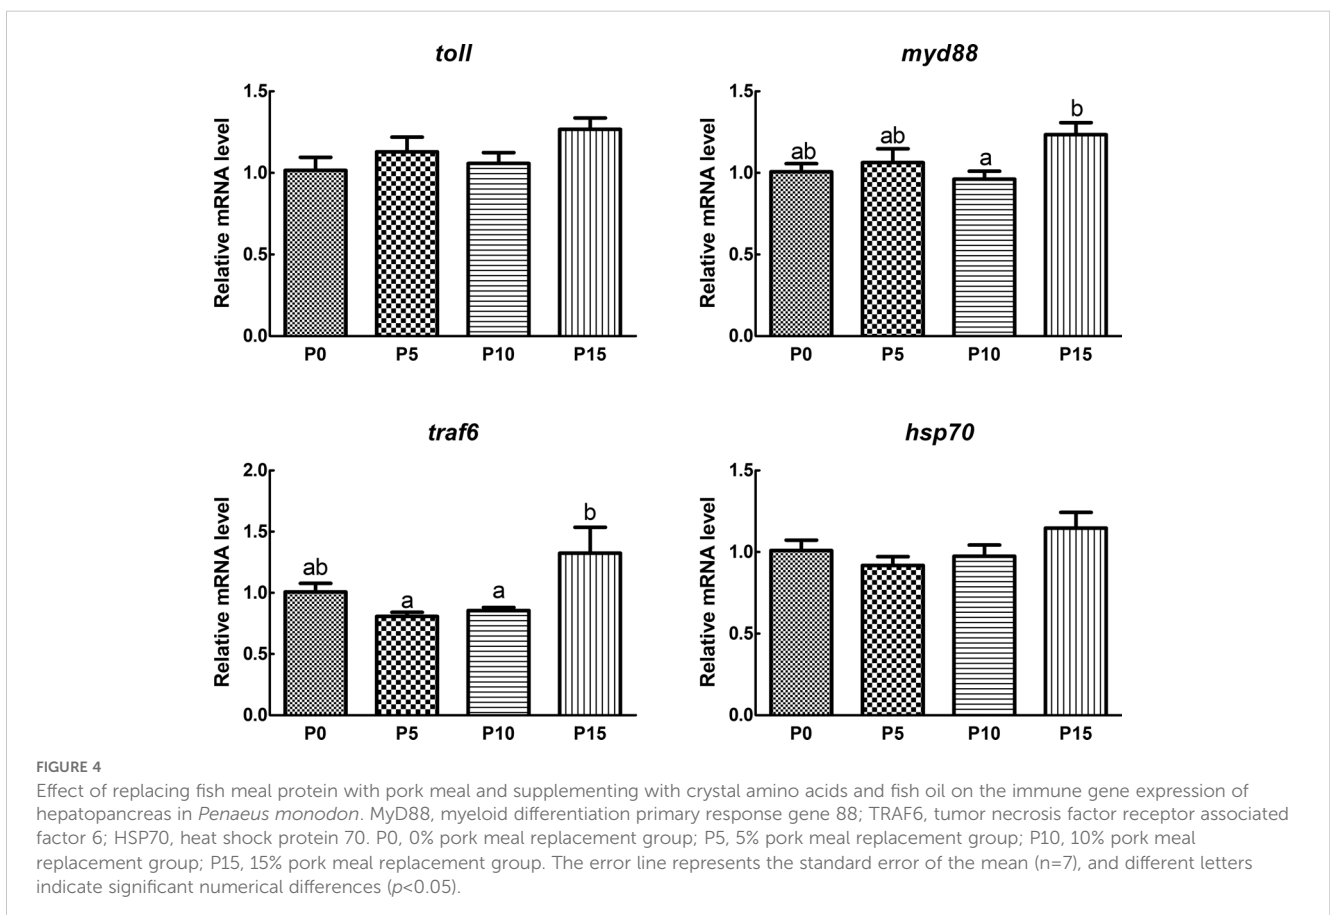 toll
Relative mRNA level
1.5
1.0
0.5
0.0
P0 P5 P10 P15
myd88
Relative mRNA level
1.5
1.0
0.5
0.0
ab ab a b
P0 P5 P10 P15
traf6
Relative mRNA level
2.0
1.5
1.0
0.5
0.0
ab a a b
P0 P5 P10 P15
hsp70
Relative mRNA level
1.5
1.0
0.5
0.0
P0 P5 P10 P15
FIGURE 4
Effect of replacing fish meal protein with pork meal and supplementing with crystal amino acids and fish oil on the immune gene expression of
hepatopancreas in Penaeus monodon. MyD88, myeloid differentiation primary response gene 88; TRAF6, tumor necrosis factor receptor associated
factor 6; HSP70, heat shock protein 70. P0, 0% pork meal replacement group; P5, 5% pork meal replacement group; P10, 10% pork meal
replacement group; P15, 15% pork meal replacement group. The error line represents the standard error of the mean (n=7), and different letters
indicate significant numerical differences (p<0.05).